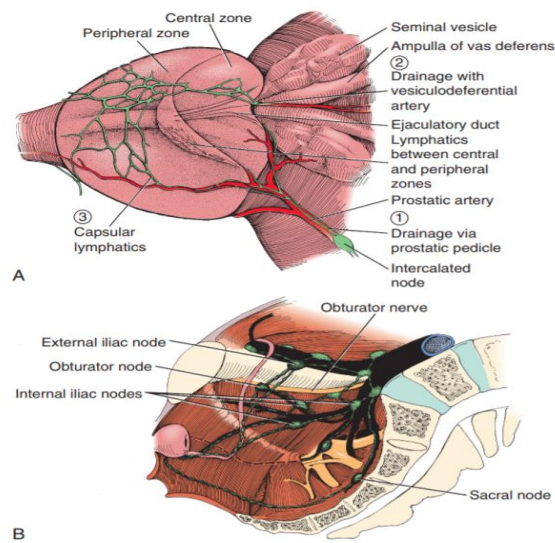 Central zone
Peripheral zone
Seminal vesicle
Ampulla of vas deferens
②
Drainage with
vesiculodeferential
artery
Ejaculatory duct
Lymphatics
between central
and peripheral
zones
Prostatic artery
①
Drainage via
prostatic pedicle
Intercalated
node
③
Capsular
lymphatics
A
Obturator nerve
External iliac node
Obturator node
Internal iliac nodes
Sacral node
B